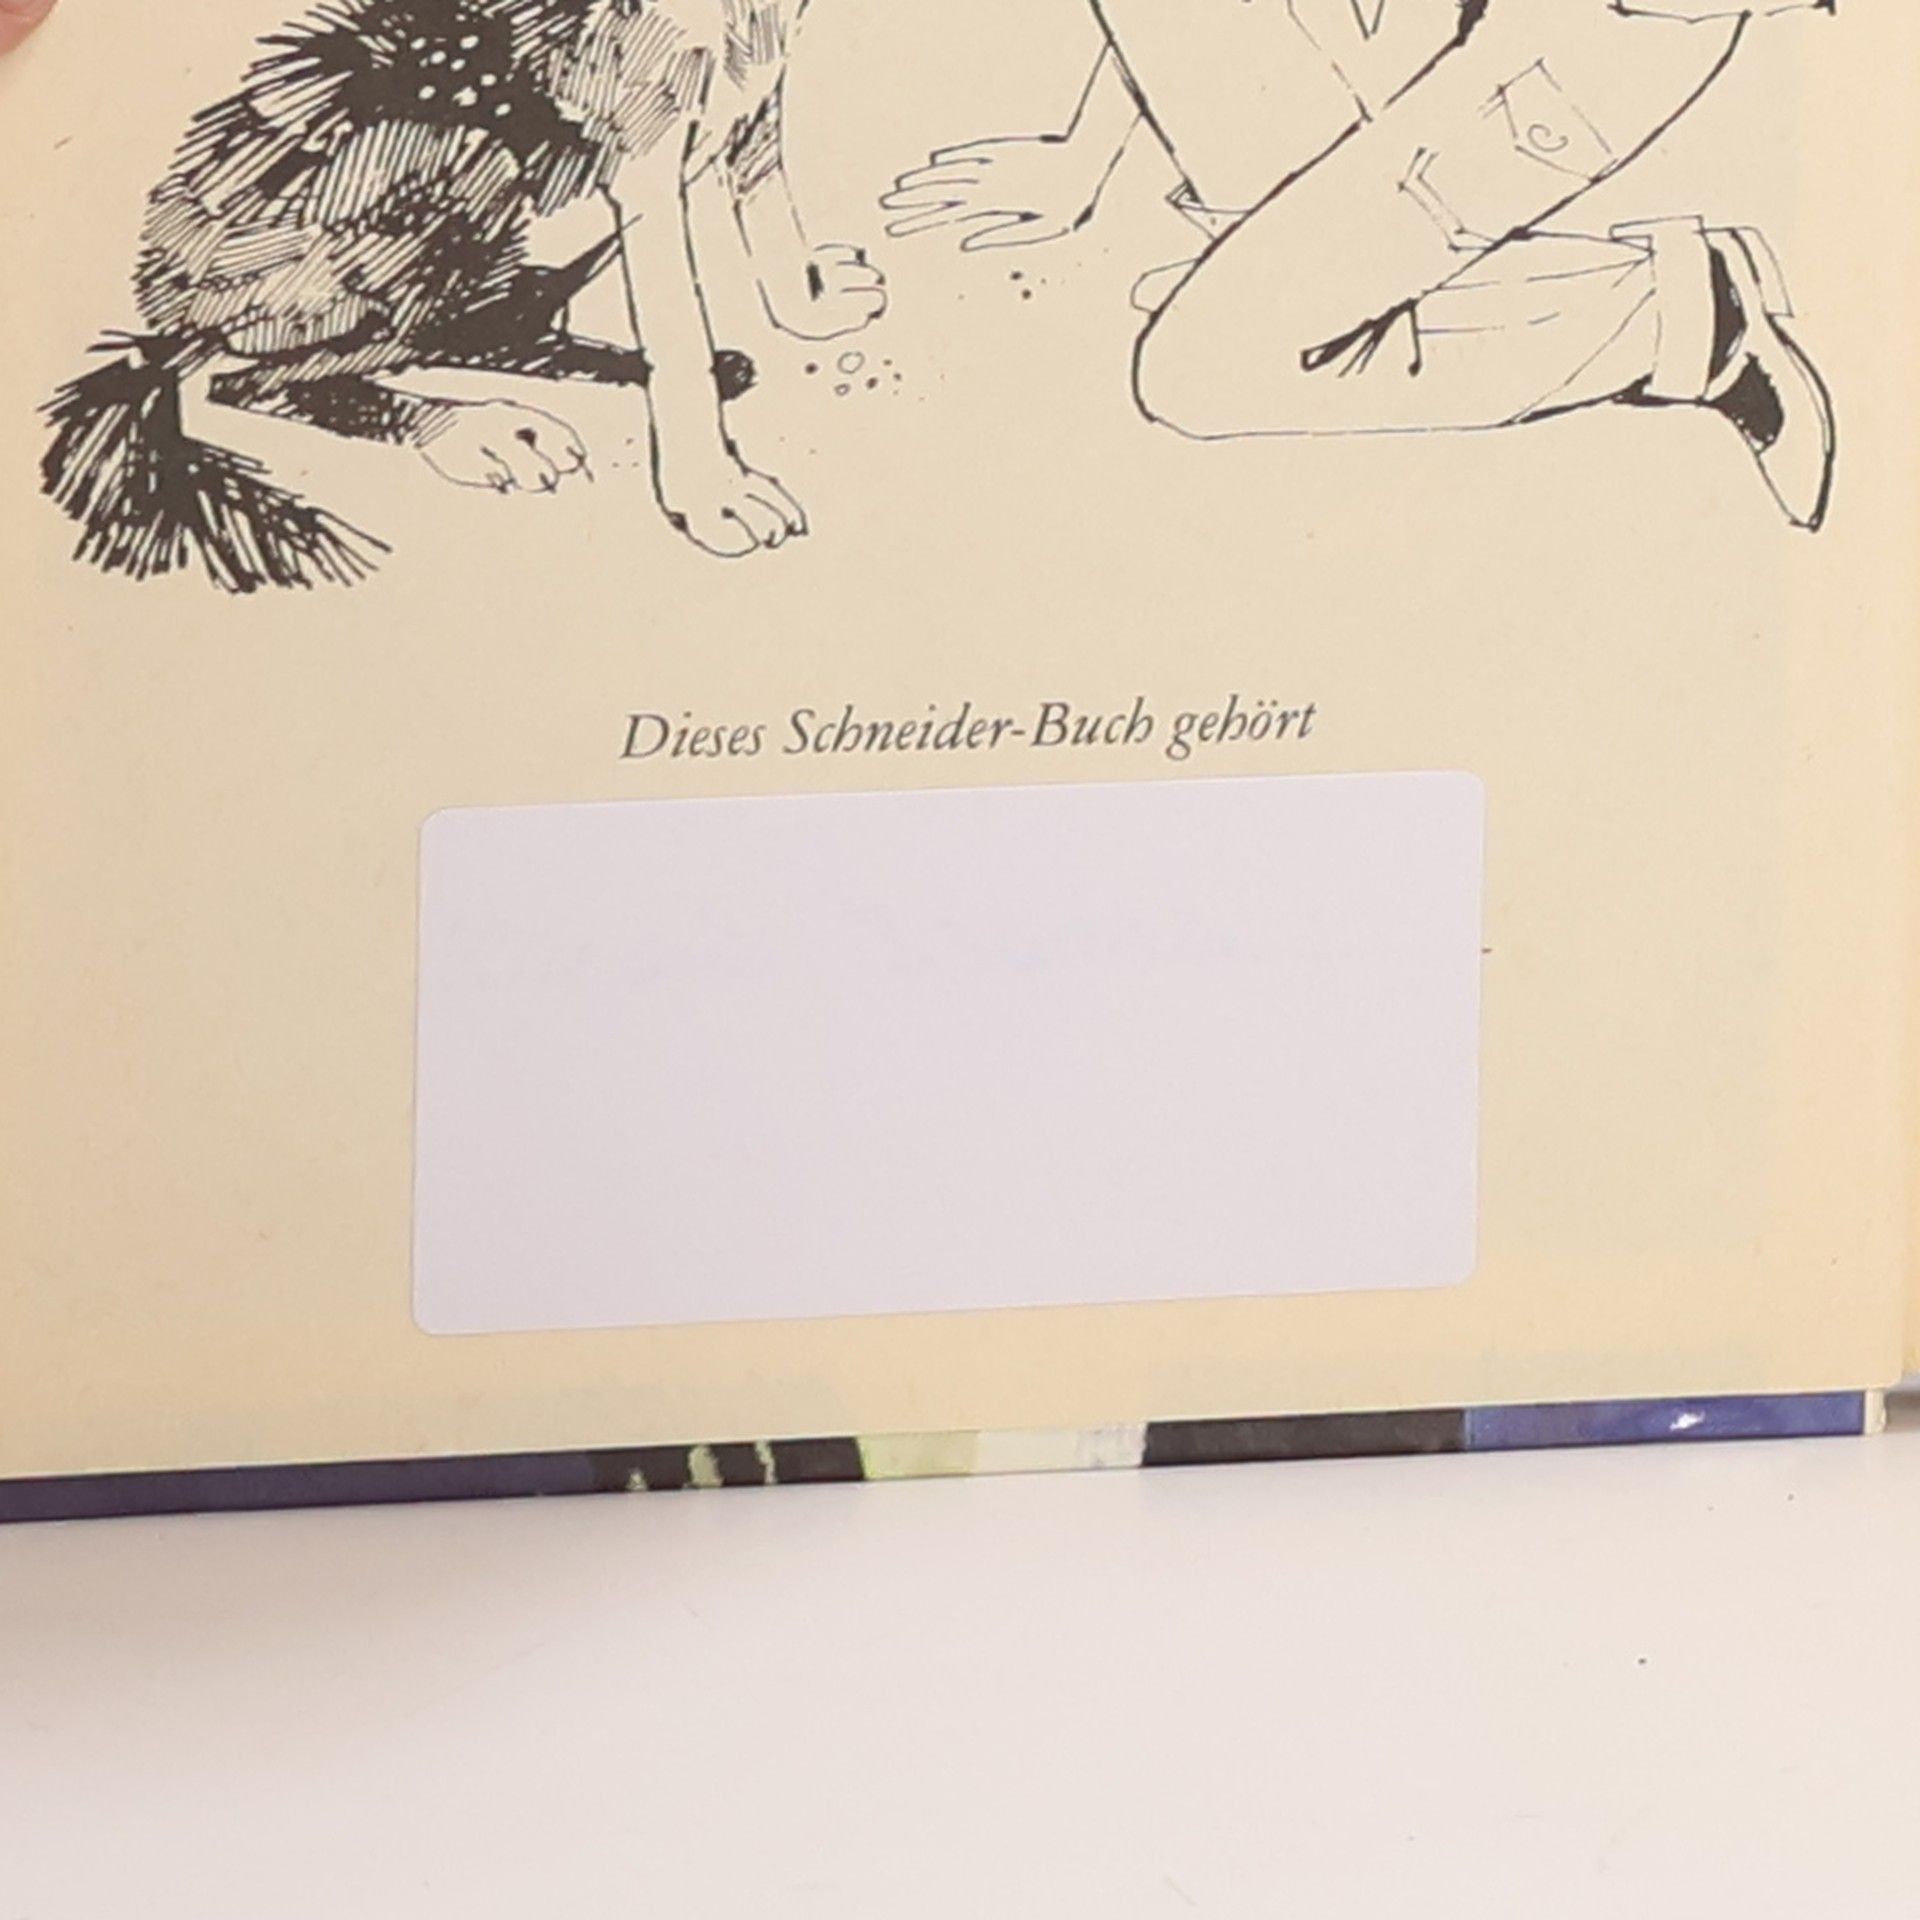 Dieses Schneider-Buch gehört